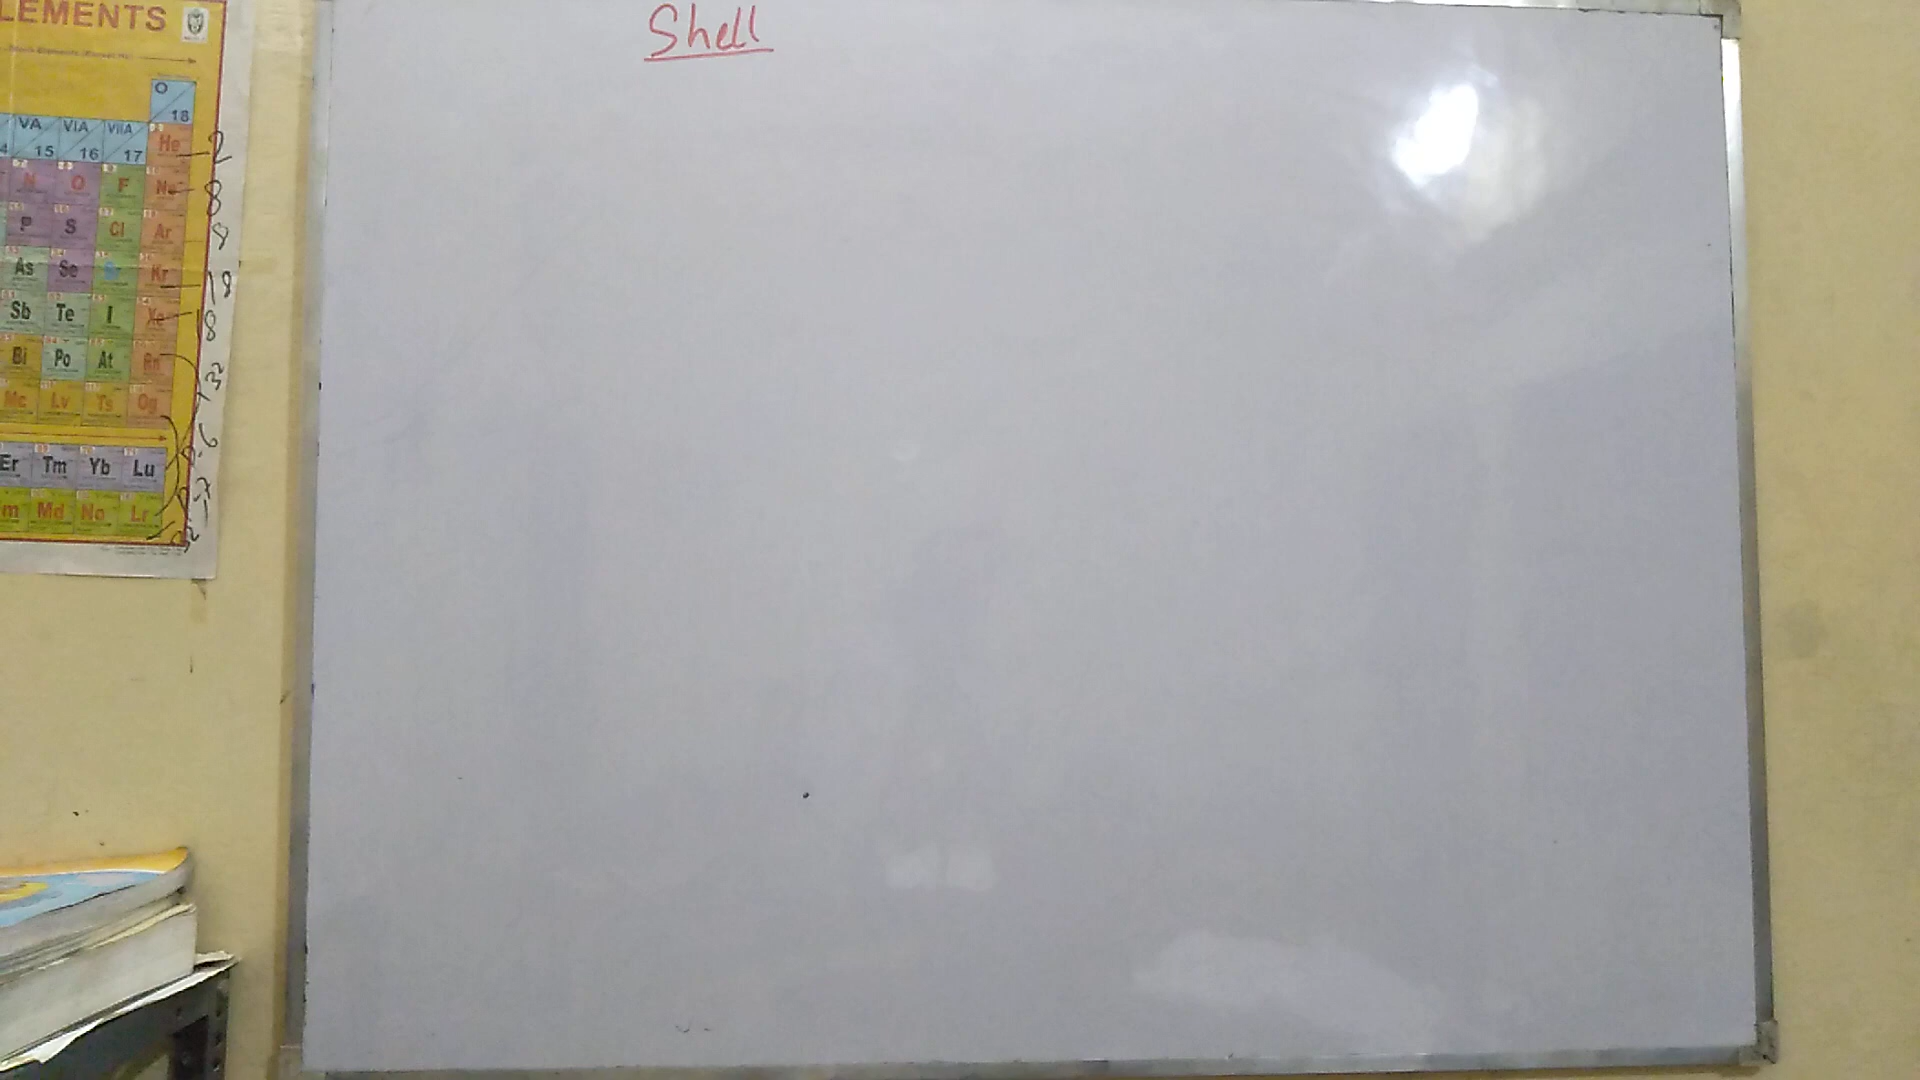 Shell
LEMENTS
O
18
VA VIA VIIA
15 16 17 He 2
N O F Ne 8
P S Cl Ar 8
As Se Br Kr 18
Sb Te I Xe 18
Bi Po At Rn 32
Mc Lv Ts Og
Er Tm Yb Lu
m Md No Lr